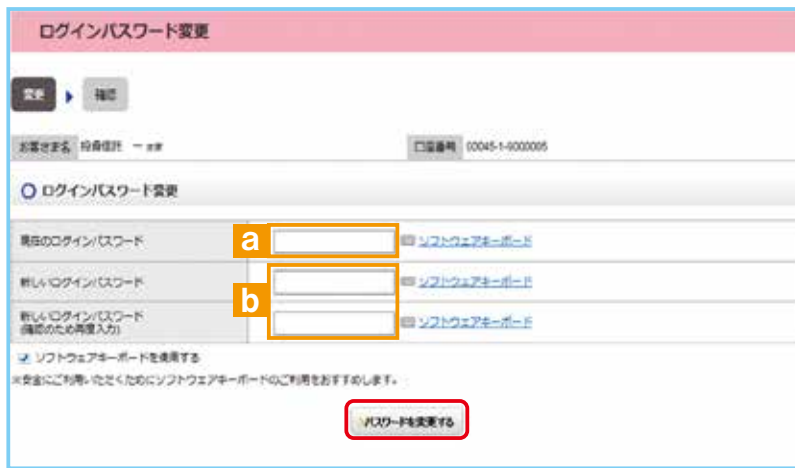 ログインパスワード変更
変更 確認
お客さま名 投資信託 一 さま 口座番号 00045-1-9000005
ログインパスワード変更
現在のログインパスワード a ソフトウェアキーボード
新しいログインパスワード ソフトウェアキーボード
b
新しいログインパスワード ソフトウェアキーボード
(確認のため再度入力)
ソフトウェアキーボードを使用する
※安全にご利用いただくためにソフトウェアキーボードのご利用をおすすめします。
パスワードを変更する